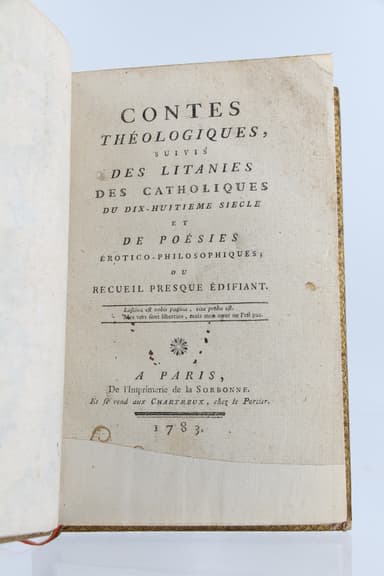 CONTES
THÉOLOGIQUES,
SUIVIS
DES LITANIES
DES CATHOLIQUES
DU DIX-HUITIEME SIECLE
ET
DE POÉSIES
ÉROTICO-PHILOSOPHIQUES;
OU
RECUEIL PRESQUE ÉDIFIANT.
Lasciva est nobis pagina, vita proba est.
Mes vers sont libertins, mais mon cœur ne l'est pas.
A PARIS,
De l'Imprimerie de la SORBONNE.
Et se vend aux CHARTREUX, chez le Portier.
1783.